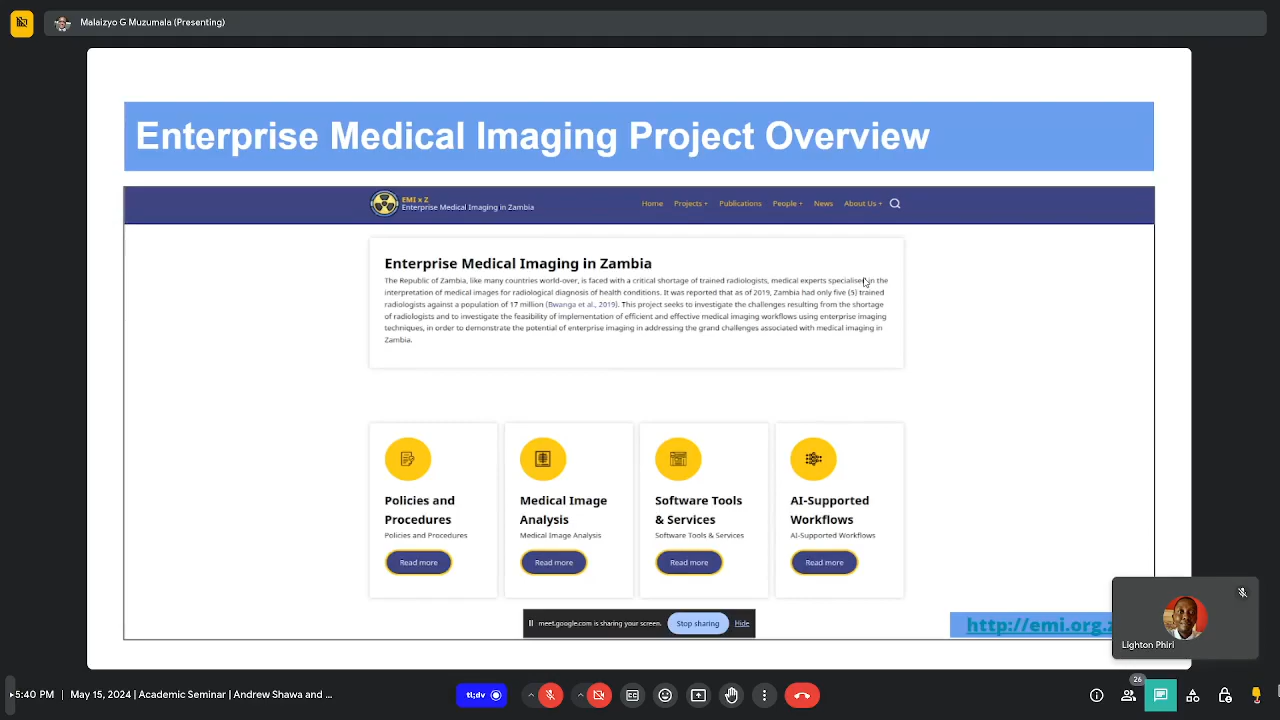 Malaizyo G Muzumala (Presenting)
Enterprise Medical Imaging Project Overview
EMI x Z
Enterprise Medical Imaging in Zambia
Home Projects + Publications People + News About Us +
Enterprise Medical Imaging in Zambia
The Republic of Zambia, like many countries world-over, is faced with a critical shortage of trained radiologists, medical experts specialised in the
interpretation of medical images for radiological diagnosis of health conditions. It was reported that as of 2019, Zambia had only five (5) trained
radiologists against a population of 17 million [Bwanga et al., 2019]. This project seeks to investigate the challenges resulting from the shortage
of radiologists and to investigate the feasibility of implementation of efficient and effective medical imaging workflows using enterprise imaging
techniques, in order to demonstrate the potential of enterprise imaging in addressing the grand challenges associated with medical imaging in
Zambia.
Policies and
Procedures
Policies and Procedures
Read more
Medical Image
Analysis
Medical Image Analysis
Read more
Software Tools
& Services
Software Tools & Services
Read more
AI-Supported
Workflows
AI-Supported Workflows
Read more
meet.google.com is sharing your screen. Stop sharing Hide
http://emi.org.z
Lighton Phiri
5:40 PM | May 15, 2024 | Academic Seminar | Andrew Shawa and ...
tl;dv
26